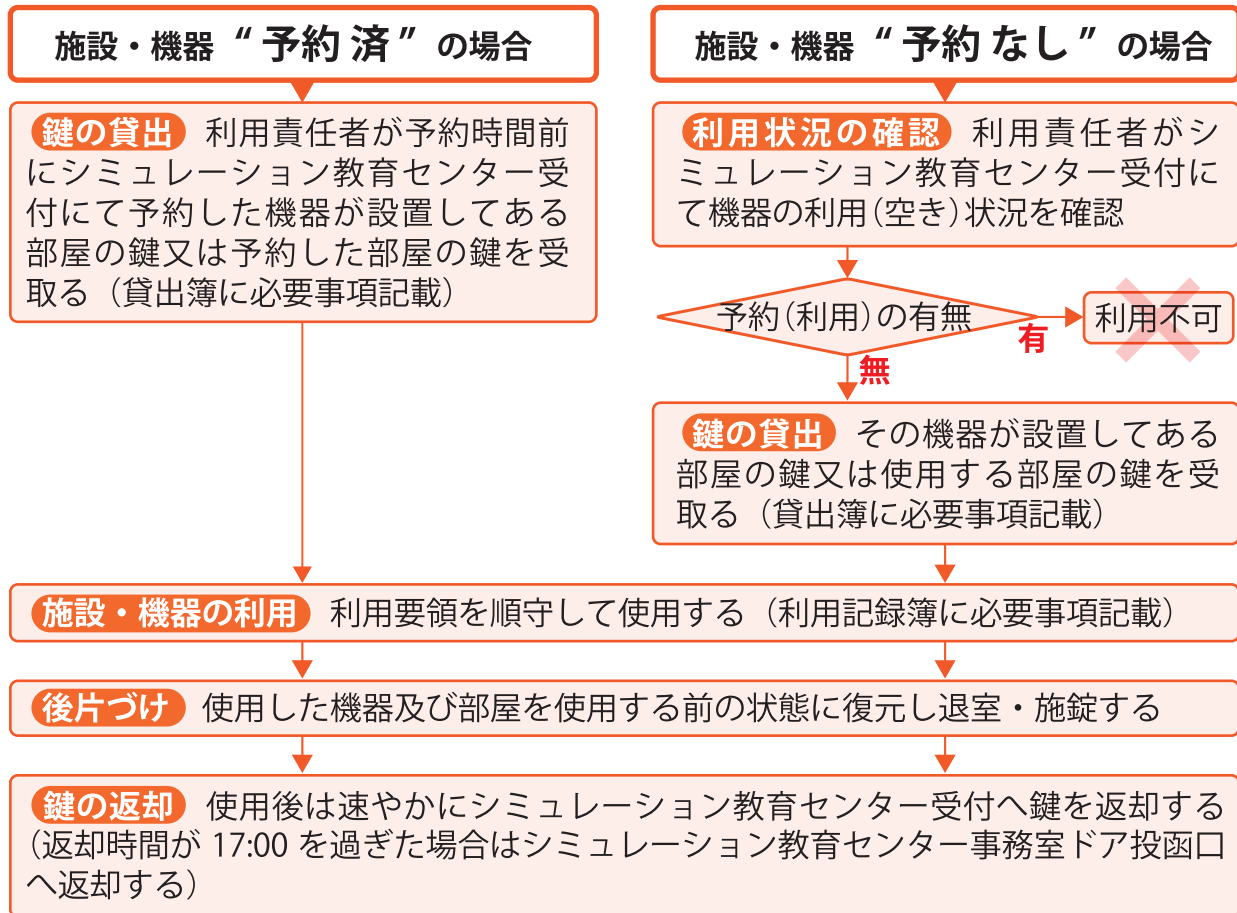 施設・機器 “ 予約 済 ” の場合
鍵の貸出 利用責任者が予約時間前
にシミュレーション教育センター受
付にて予約した機器が設置してある
部屋の鍵又は予約した部屋の鍵を受
取る（貸出簿に必要事項記載）
施設・機器 “ 予約 なし ” の場合
利用状況の確認 利用責任者がシ
ミュレーション教育センター受付に
て機器の利用（空き）状況を確認
予約（利用）の有無
有
利用不可
無
鍵の貸出 その機器が設置してある
部屋の鍵又は使用する部屋の鍵を受
取る（貸出簿に必要事項記載）
施設・機器の利用 利用要領を順守して使用する（利用記録簿に必要事項記載）
後片づけ 使用した機器及び部屋を使用する前の状態に復元し退室・施錠する
鍵の返却 使用後は速やかにシミュレーション教育センター受付へ鍵を返却する
（返却時間が 17:00 を過ぎた場合はシミュレーション教育センター事務室ドア投函口
へ返却する）